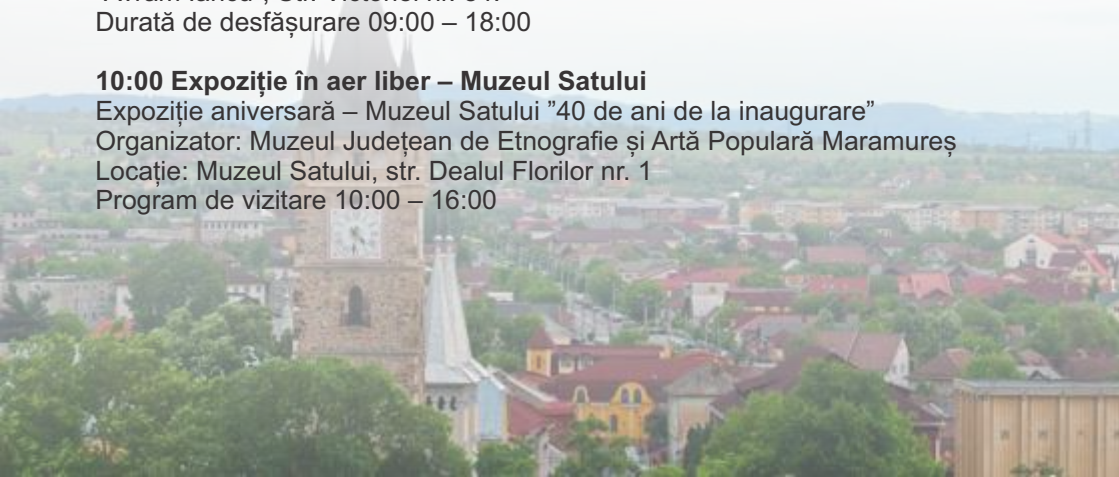 Durată de desfășurare 09:00 – 18:00
10:00 Expoziție în aer liber – Muzeul Satului
Expoziție aniversară – Muzeul Satului ”40 de ani de la inaugurare”
Organizator: Muzeul Județean de Etnografie și Artă Populară Maramureș
Locație: Muzeul Satului, str. Dealul Florilor nr. 1
Program de vizitare 10:00 – 16:00